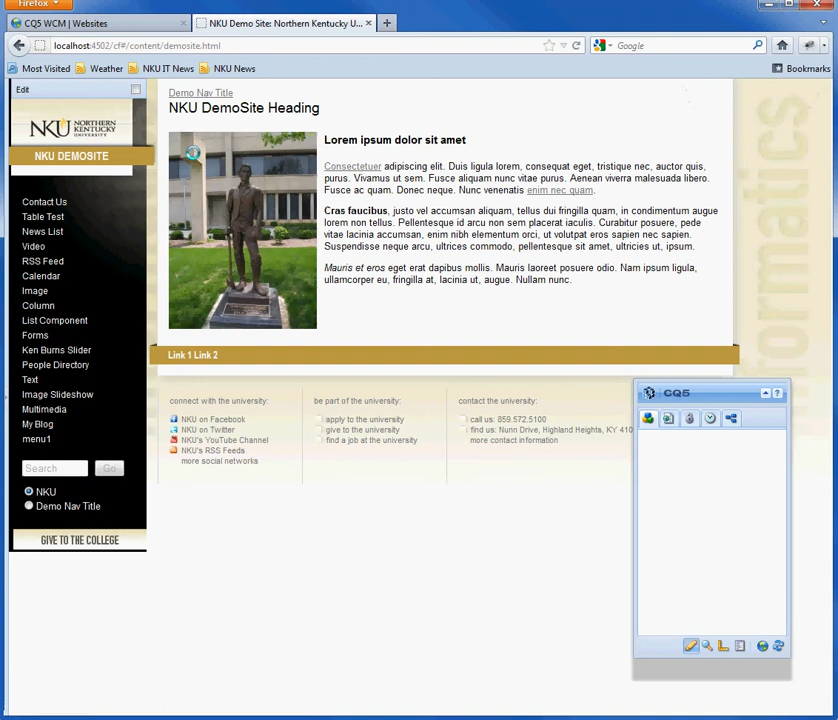 Firefox
CQ5 WCM | Websites
NKU Demo Site: Northern Kentucky U...
localhost:4502/cf#/content/demosite.html
Google
Most Visited
Weather
NKU IT News
NKU News
Bookmarks
Edit
NKU NORTHERN KENTUCKY UNIVERSITY
NKU DEMOSITE
Contact Us
Table Test
News List
Video
RSS Feed
Calendar
Image
Column
List Component
Forms
Ken Burns Slider
People Directory
Text
Image Slideshow
Multimedia
My Blog
menu1
Search
Go
NKU
Demo Nav Title
GIVE TO THE COLLEGE
Demo Nav Title
NKU DemoSite Heading
Lorem ipsum dolor sit amet
Consectetuer adipiscing elit. Duis ligula lorem, consequat eget, tristique nec, auctor quis,
purus. Vivamus ut sem. Fusce aliquam nunc vitae purus. Aenean viverra malesuada libero.
Fusce ac quam. Donec neque. Nunc venenatis enim nec quam.
Cras faucibus, justo vel accumsan aliquam, tellus dui fringilla quam, in condimentum augue
lorem non tellus. Pellentesque id arcu non sem placerat iaculis. Curabitur posuere, pede
vitae lacinia accumsan, enim nibh elementum orci, ut volutpat eros sapien nec sapien.
Suspendisse neque arcu, ultrices commodo, pellentesque sit amet, ultricies ut, ipsum.
Mauris et eros eget erat dapibus mollis. Mauris laoreet posuere odio. Nam ipsum ligula,
ullamcorper eu, fringilla at, lacinia ut, augue. Nullam nunc.
Link 1 Link 2
connect with the university:
NKU on Facebook
NKU on Twitter
NKU's YouTube Channel
NKU's RSS Feeds
more social networks
be part of the university:
apply to the university
give to the university
find a job at the university
contact the university:
call us: 859.572.5100
find us: Nunn Drive, Highland Heights, KY 410
more contact information
formatics
CQ5